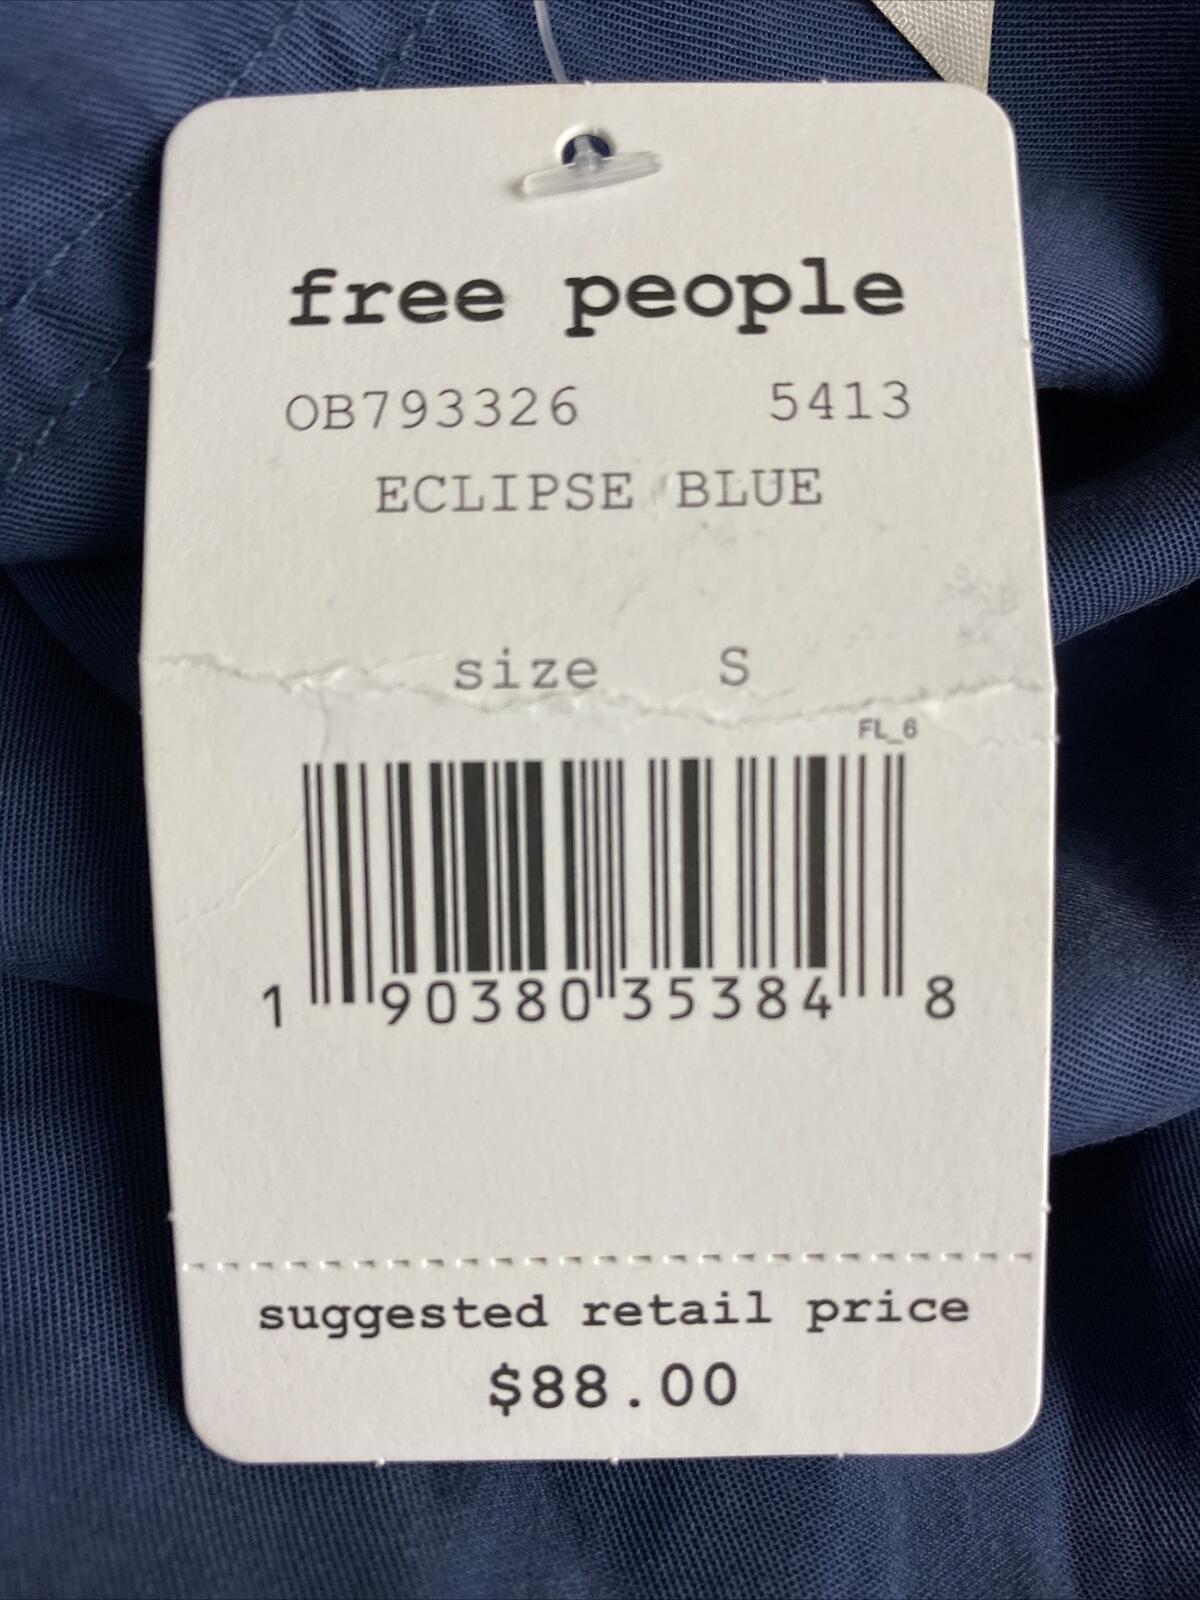 free people
OB793326 5413
ECLIPSE BLUE
size S
FL_6
1 90380 35384 8
suggested retail price
$88.00